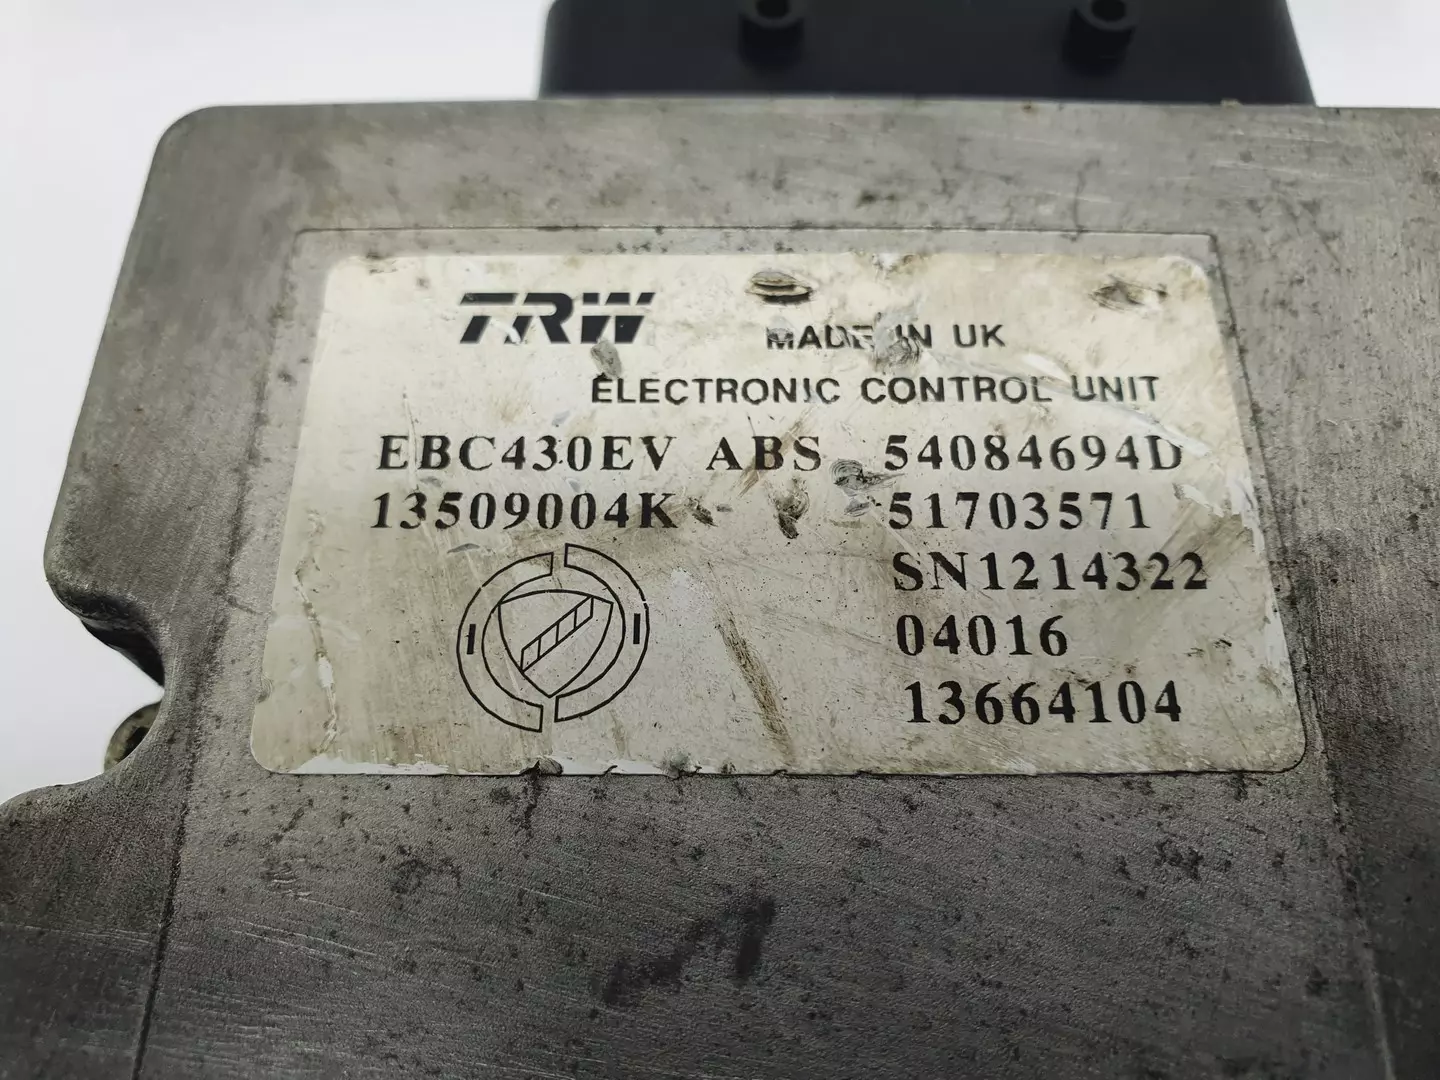 TRW
MADE IN UK
ELECTRONIC CONTROL UNIT
EBC430EV ABS 54084694D
13509004K 51703571
SN1214322
04016
13664104